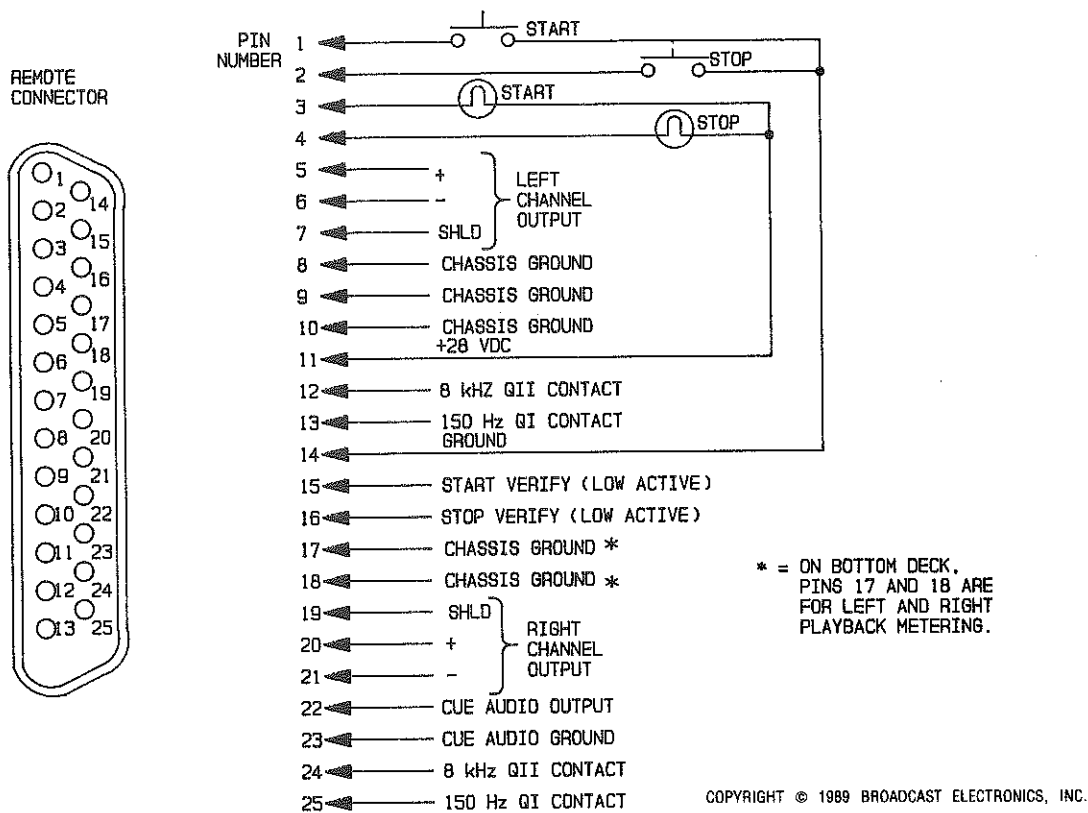 REMOTE
CONNECTOR
1
14
2
15
3
16
4
17
5
18
6
19
7
20
8
21
9
22
10
23
11
24
12
25
13
PIN
NUMBER
1 START
2 STOP
3 START
4 STOP
5 +
6 -
7 SHLD
LEFT
CHANNEL
OUTPUT
8 CHASSIS GROUND
9 CHASSIS GROUND
10 CHASSIS GROUND
11 +28 VDC
12 8 kHZ QII CONTACT
13 150 Hz QI CONTACT
14 GROUND
15 START VERIFY (LOW ACTIVE)
16 STOP VERIFY (LOW ACTIVE)
17 CHASSIS GROUND *
18 CHASSIS GROUND *
19 SHLD
20 +
21 -
RIGHT
CHANNEL
OUTPUT
22 CUE AUDIO OUTPUT
23 CUE AUDIO GROUND
24 8 kHz QII CONTACT
25 150 Hz QI CONTACT
* = ON BOTTOM DECK,
PINS 17 AND 18 ARE
FOR LEFT AND RIGHT
PLAYBACK METERING.
COPYRIGHT © 1989 BROADCAST ELECTRONICS, INC.